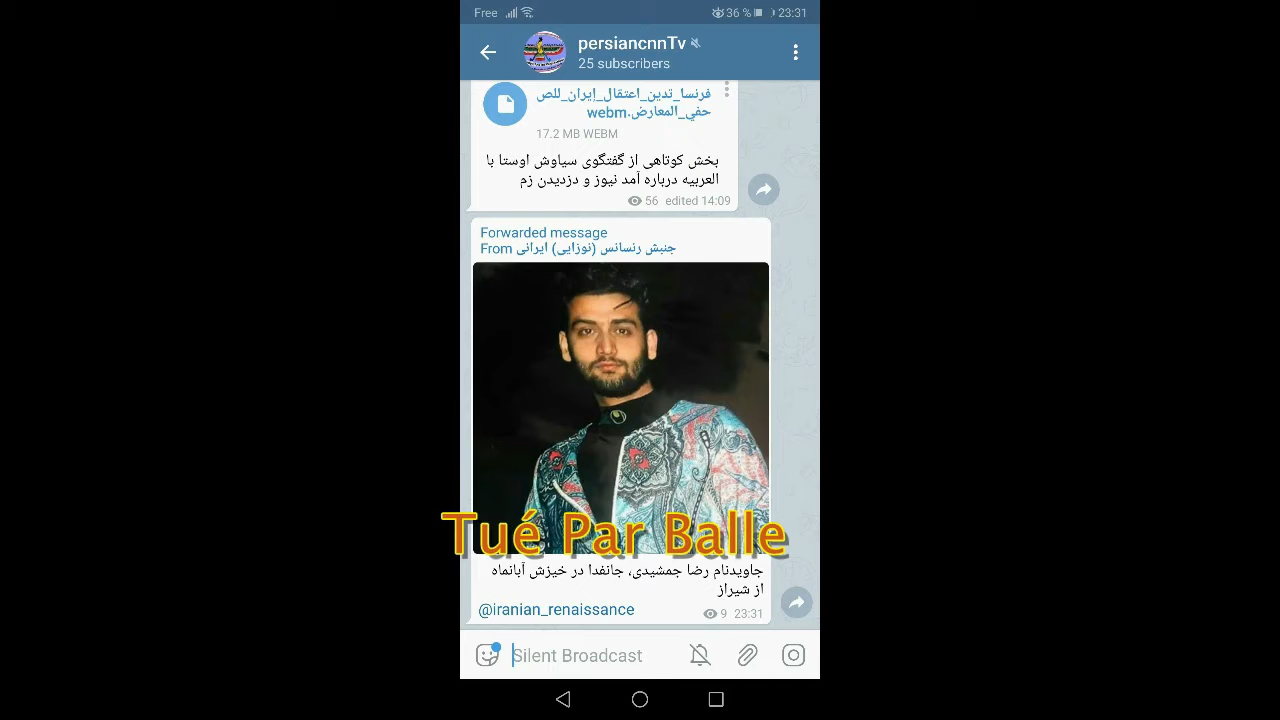 Free 36 % 23:31
persiancnnTv
25 subscribers
فرنسا_تدين_اعتقال_إيران_للص
حفي_المعارض.webm
17.2 MB WEBM
بخش کوتاهی از گفتگوی سیاوش اوستا با
العربیه درباره آمد نیوز و دزدیدن زم
56 edited 14:09
Forwarded message
From جنبش رنسانس (نوزایی) ایرانی
Tué Par Balle
جاویدنام رضا جمشیدی، جانفدا در خیزش آبانماه
از شیراز
@iranian_renaissance
9 23:31
Silent Broadcast